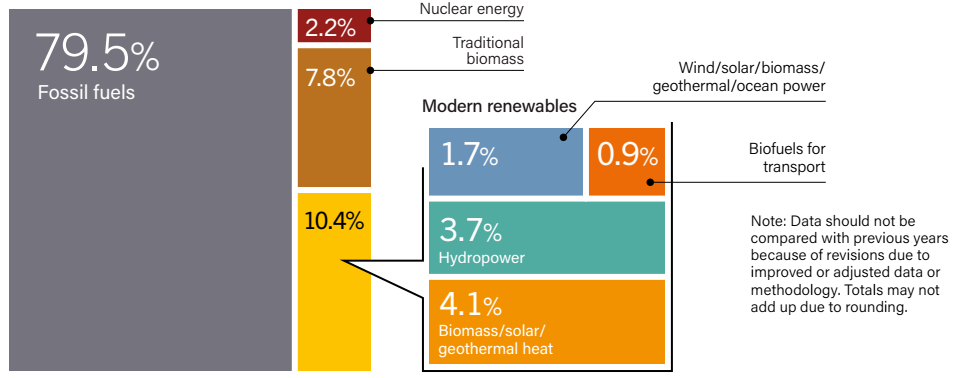 79.5%
Fossil fuels
2.2%
Nuclear energy
7.8%
Traditional
biomass
10.4%
Modern renewables
Wind/solar/biomass/
geothermal/ocean power
1.7%
0.9%
Biofuels for
transport
3.7%
Hydropower
4.1%
Biomass/solar/
geothermal heat
Note: Data should not be
compared with previous years
because of revisions due to
improved or adjusted data or
methodology. Totals may not
add up due to rounding.